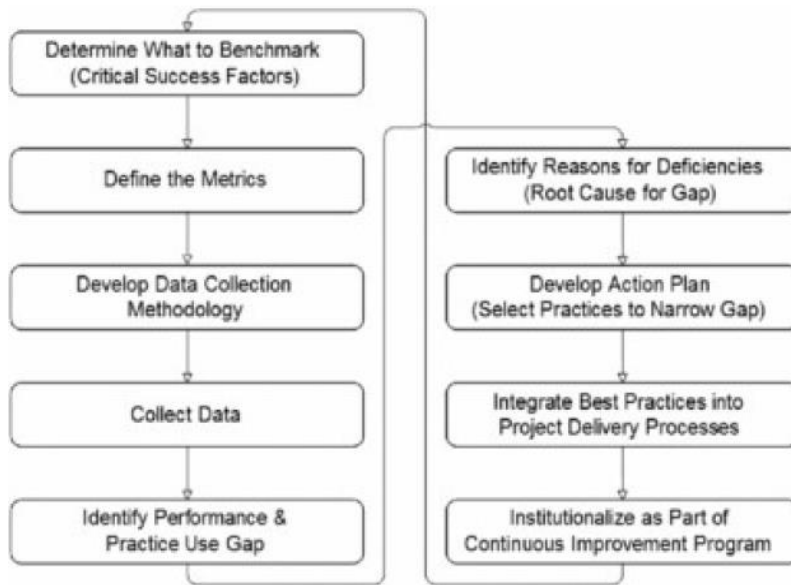 Determine What to Benchmark
(Critical Success Factors)
Define the Metrics
Develop Data Collection
Methodology
Collect Data
Identify Performance &
Practice Use Gap
Identify Reasons for Deficiencies
(Root Cause for Gap)
Develop Action Plan
(Select Practices to Narrow Gap)
Integrate Best Practices into
Project Delivery Processes
Institutionalize as Part of
Continuous Improvement Program